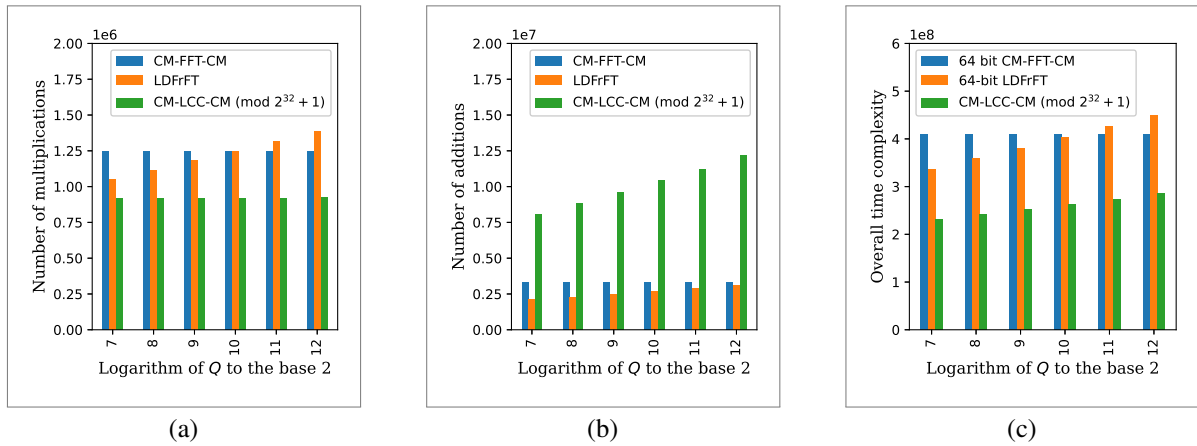 1e6
2.00
1.75
1.50
1.25
1.00
0.75
0.50
0.25
0.00
Number of multiplications
CM-FFT-CM
LDFrFT
CM-LCC-CM (mod 2³² + 1)
7 8 9 10 11 12
Logarithm of Q to the base 2
(a)
1e7
2.00
1.75
1.50
1.25
1.00
0.75
0.50
0.25
0.00
Number of additions
CM-FFT-CM
LDFrFT
CM-LCC-CM (mod 2³² + 1)
7 8 9 10 11 12
Logarithm of Q to the base 2
(b)
1e8
6
5
4
3
2
1
0
Overall time complexity
64 bit CM-FFT-CM
64-bit LDFrFT
CM-LCC-CM (mod 2³² + 1)
7 8 9 10 11 12
Logarithm of Q to the base 2
(c)